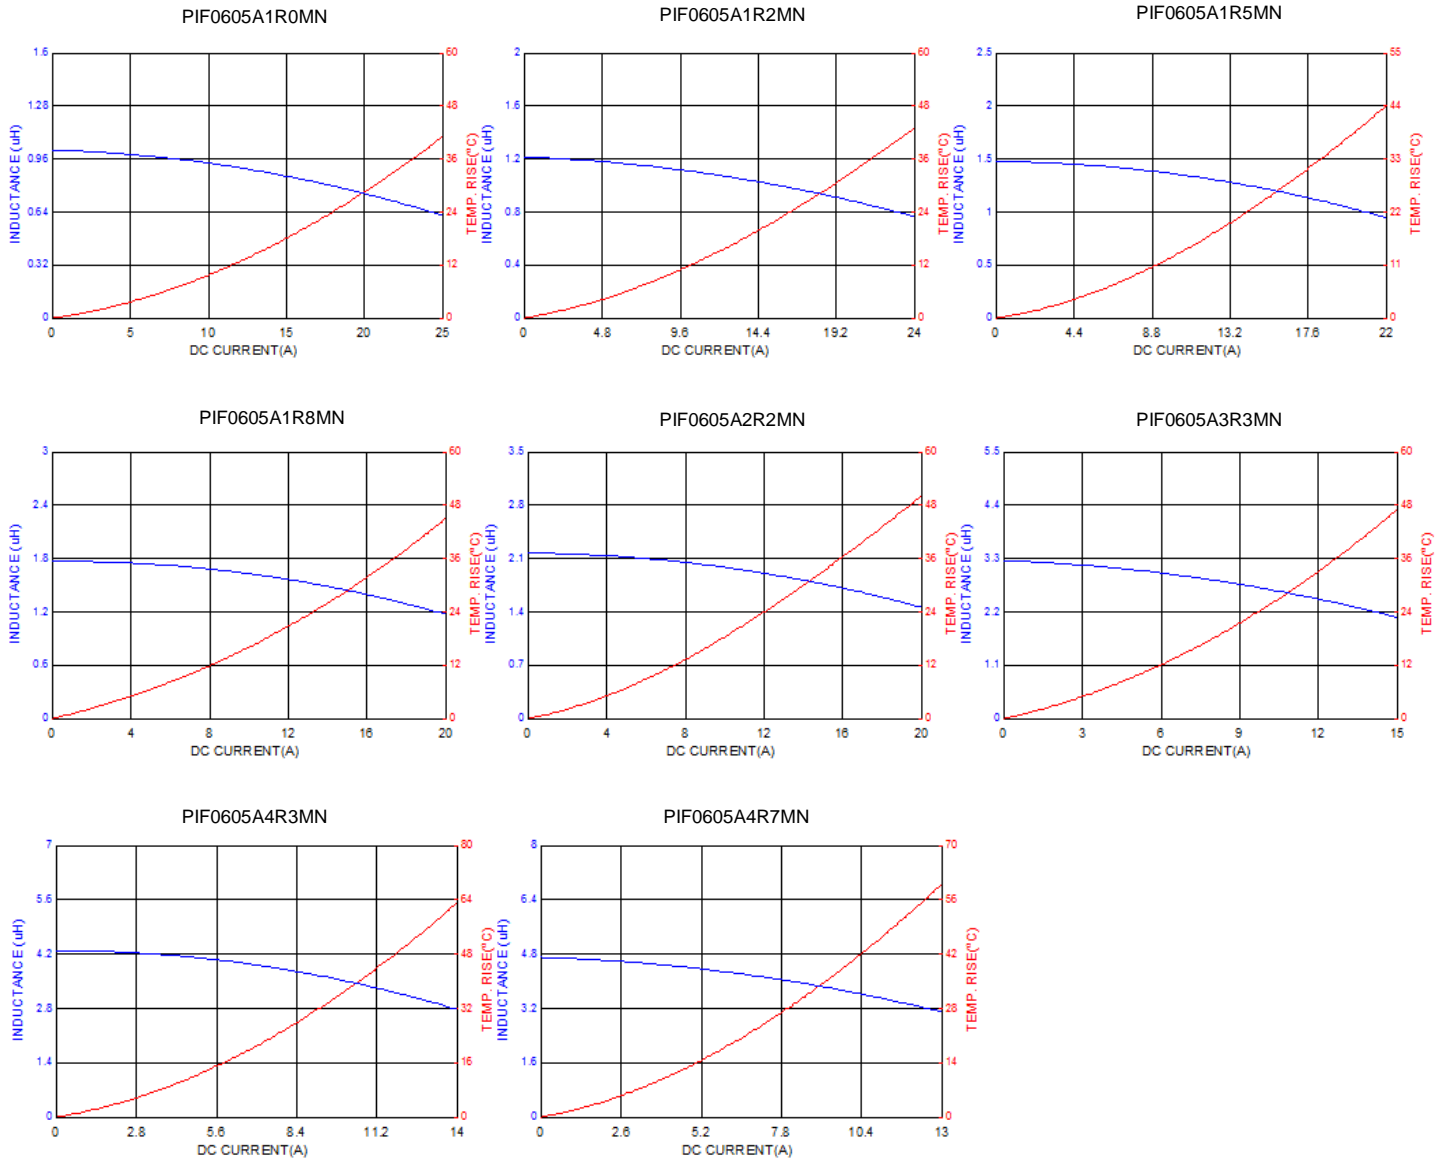 PIF0605A1R0MN
1.6
1.28
0.96
0.64
0.32
0
INDUCTANCE (uH)
60
48
36
24
12
0
TEMP. RISE(°C)
0 5 10 15 20 25
DC CURRENT(A)
PIF0605A1R2MN
2
1.6
1.2
0.8
0.4
0
INDUCTANCE (uH)
60
48
36
24
12
0
TEMP. RISE(°C)
0 4.8 9.6 14.4 19.2 24
DC CURRENT(A)
PIF0605A1R5MN
2.5
2
1.5
1
0.5
0
INDUCTANCE (uH)
55
44
33
22
11
0
TEMP. RISE(°C)
0 4.4 8.8 13.2 17.6 22
DC CURRENT(A)
PIF0605A1R8MN
3
2.4
1.8
1.2
0.6
0
INDUCTANCE (uH)
60
48
36
24
12
0
TEMP. RISE(°C)
0 4 8 12 16 20
DC CURRENT(A)
PIF0605A2R2MN
3.5
2.8
2.1
1.4
0.7
0
INDUCTANCE (uH)
60
48
36
24
12
0
TEMP. RISE(°C)
0 4 8 12 16 20
DC CURRENT(A)
PIF0605A3R3MN
5.5
4.4
3.3
2.2
1.1
0
INDUCTANCE (uH)
60
48
36
24
12
0
TEMP. RISE(°C)
0 3 6 9 12 15
DC CURRENT(A)
PIF0605A4R3MN
7
5.6
4.2
2.8
1.4
0
INDUCTANCE (uH)
80
64
48
32
16
0
TEMP. RISE(°C)
0 2.8 5.6 8.4 11.2 14
DC CURRENT(A)
PIF0605A4R7MN
8
6.4
4.8
3.2
1.6
0
INDUCTANCE (uH)
70
56
42
28
14
0
TEMP. RISE(°C)
0 2.6 5.2 7.8 10.4 13
DC CURRENT(A)